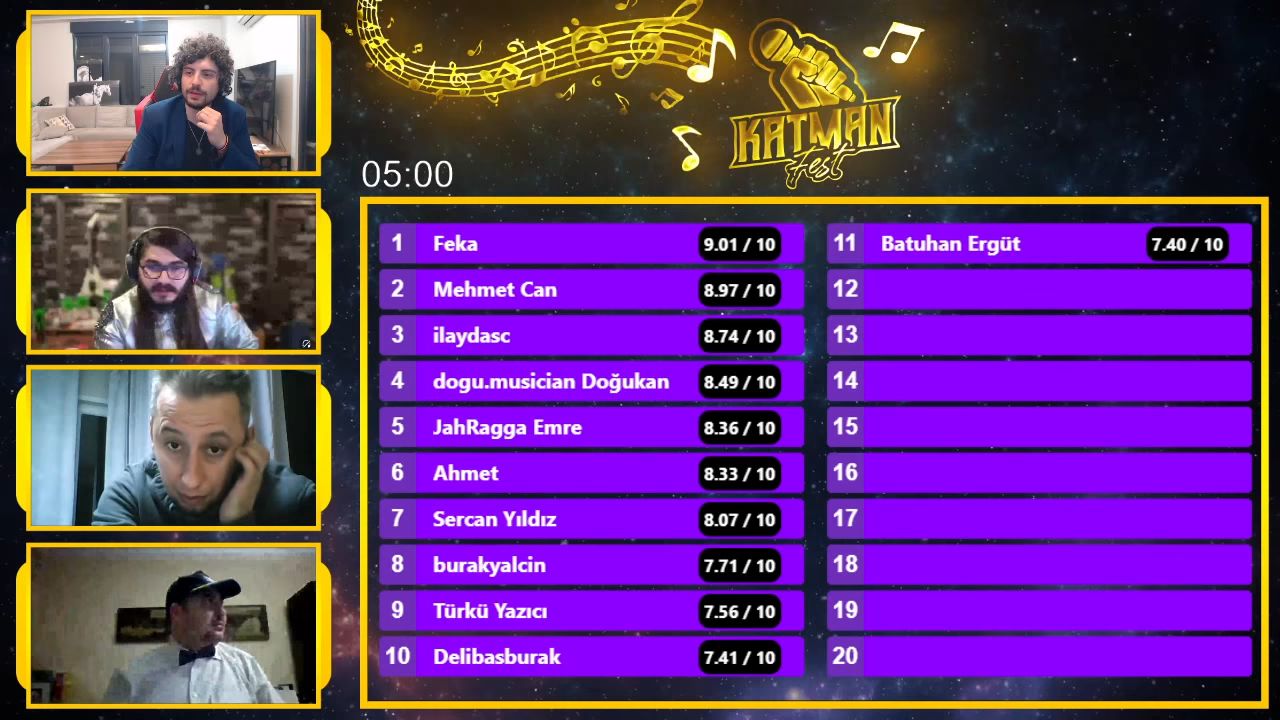 KATMAN
Fest
05:00
1 Feka 9.01 / 10
2 Mehmet Can 8.97 / 10
3 ilaydasc 8.74 / 10
4 dogu.musician Doğukan 8.49 / 10
5 JahRagga Emre 8.36 / 10
6 Ahmet 8.33 / 10
7 Sercan Yıldız 8.07 / 10
8 burakyalcin 7.71 / 10
9 Türkü Yazıcı 7.56 / 10
10 Delibasburak 7.41 / 10
11 Batuhan Ergüt 7.40 / 10
12
13
14
15
16
17
18
19
20